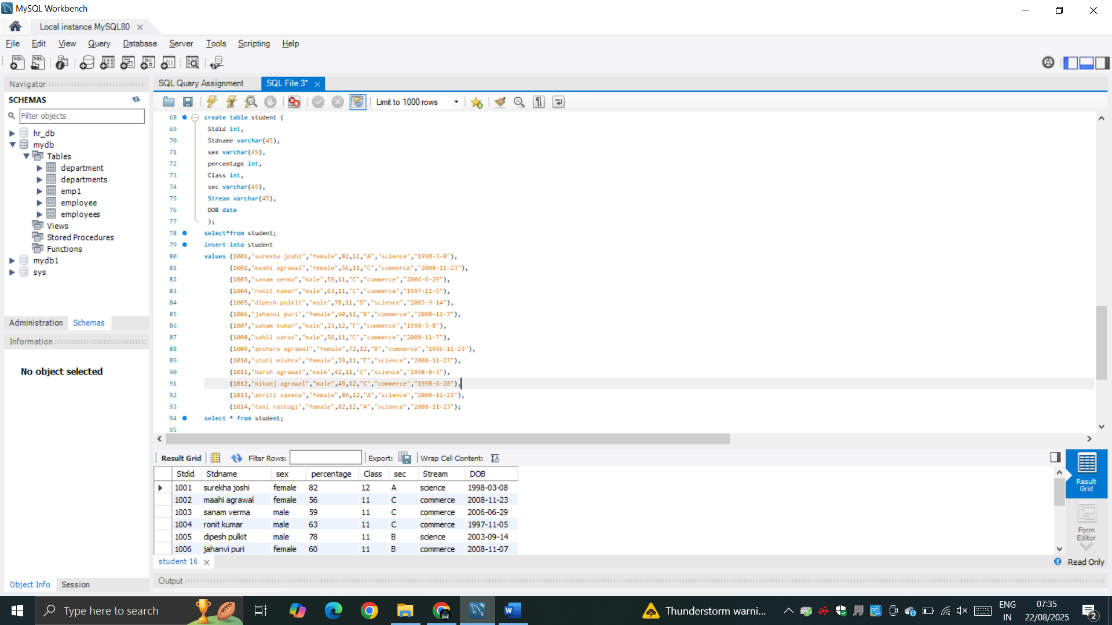 MySQL Workbench
Local instance MySQL80
File Edit View Query Database Server Tools Scripting Help
Navigator
SCHEMAS
Filter objects
hr_db
mydb
Tables
department
departments
emp1
employee
employees
Views
Stored Procedures
Functions
mydb1
sys
Administration Schemas
Information
No object selected
Object Info Session
SQL Query Assignment SQL File 3*
Limit to 1000 rows
68 create table student (
69 Stdid int,
70 Stdname varchar(45),
71 sex varchar(45),
72 percentage int,
73 Class int,
74 sec varchar(45),
75 Stream varchar(45),
76 DOB data
77 );
78 select*from student;
79 insert into student
80 values (1001,"surekha joshi","female",82,12,"A","science","1998-3-8"),
81 (1002,"maahi agrawal","female",56,11,"C","commerce","2008-11-23"),
82 (1003,"sanam verma","male",59,11,"C","commerce","2006-6-29"),
83 (1004,"ronit kumar","male",63,11,"C","commerce","1997-11-5"),
84 (1005,"dipesh pulkit","male",78,11,"B","science","2003-9-14"),
85 (1006,"jahanvi puri","female",60,11,"B","commerce","2008-11-7"),
86 (1007,"sanam kumar","male",23,12,"F","commerce","1998-3-8"),
87 (1008,"sahil saras","male",56,11,"C","commerce","2008-11-7"),
88 (1009,"akshara agrawal","female",72,12,"B","commerce","1996-11-23"),
89 (1010,"stuti mishra","female",39,11,"F","science","2008-11-23"),
90 (1011,"harsh agrawal","male",42,11,"C","science","1998-8-3"),
91 (1012,"nikunj agrawal","male",49,12,"C","commerce","1998-6-28"),
92 (1013,"akriti saxena","female",89,12,"A","science","2008-11-23"),
93 (1014,"tani rastogi","female",82,12,"A","science","2008-11-23");
94 select * from student;
95
Result Grid Filter Rows: Export: Wrap Cell Content:
Stdid Stdname sex percentage Class sec Stream DOB
1001 surekha joshi female 82 12 A science 1998-03-08
1002 maahi agrawal female 56 11 C commerce 2008-11-23
1003 sanam verma male 59 11 C commerce 2006-06-29
1004 ronit kumar male 63 11 C commerce 1997-11-05
1005 dipesh pulkit male 78 11 B science 2003-09-14
1006 jahanvi puri female 60 11 B commerce 2008-11-07
Result Grid
Form Editor
student 16
Read Only
Output
Type here to search
Thunderstorm warni...
ENG
IN
07:35
22/08/2025
2